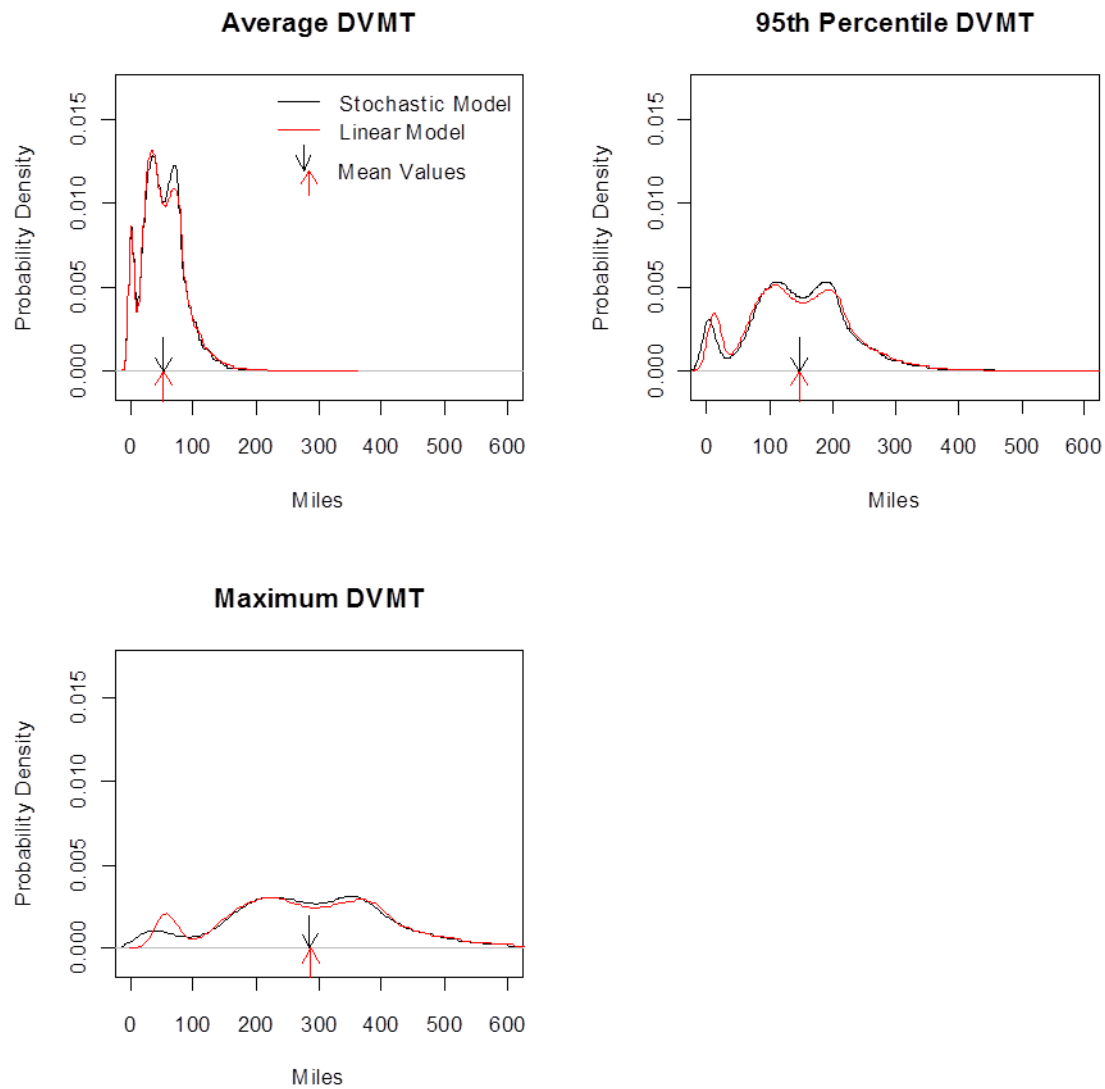 Average DVMT
Stochastic Model
Linear Model
Mean Values
Probability Density
0.000 0.005 0.010 0.015
0 100 200 300 400 500 600
Miles
95th Percentile DVMT
Probability Density
0.000 0.005 0.010 0.015
0 100 200 300 400 500 600
Miles
Maximum DVMT
Probability Density
0.000 0.005 0.010 0.015
0 100 200 300 400 500 600
Miles